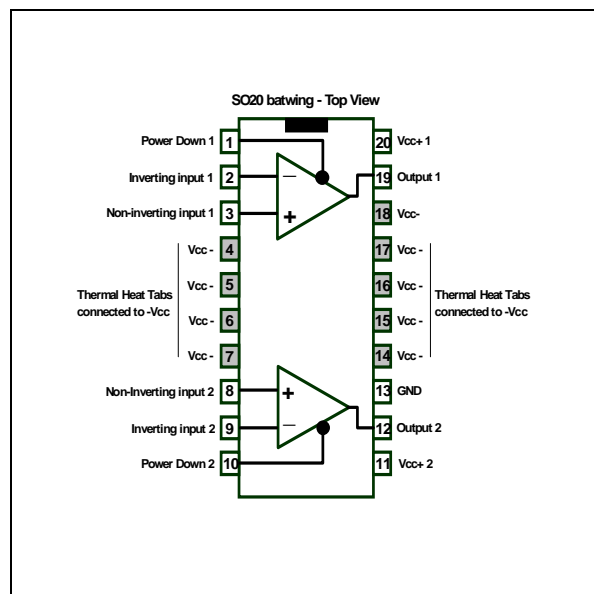 SO20 batwing - Top View
Power Down 1
1
20
Vcc+ 1
Inverting input 1
2
19
Output 1
Non-inverting input 1
3
18
Vcc-
Vcc -
4
17
Vcc -
Vcc -
5
16
Vcc -
Thermal Heat Tabs
connected to -Vcc
Thermal Heat Tabs
connected to -Vcc
Vcc -
6
15
Vcc -
Vcc -
7
14
Vcc -
Non-Inverting input 2
8
13
GND
Inverting input 2
9
12
Output 2
Power Down 2
10
11
Vcc+ 2
_
+
+
_